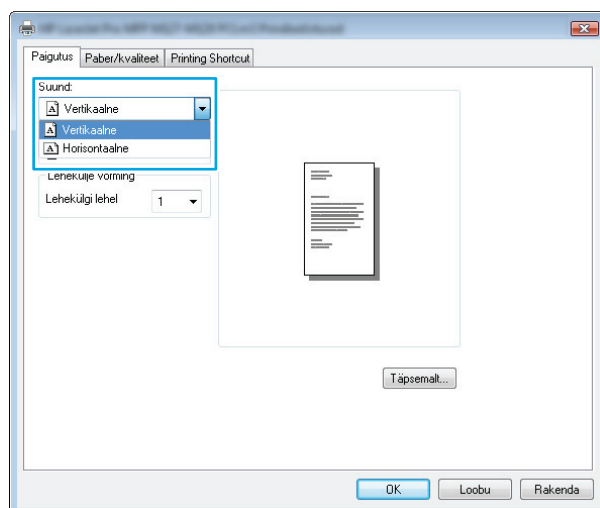 Paigutus Paber/kvaliteet Printing Shortcut
Suund:
Vertikaalne
Vertikaalne
Horisontaalne
Lehekülje vorming
Lehekülgi lehel 1
Täpsemalt...
OK Loobu Rakenda